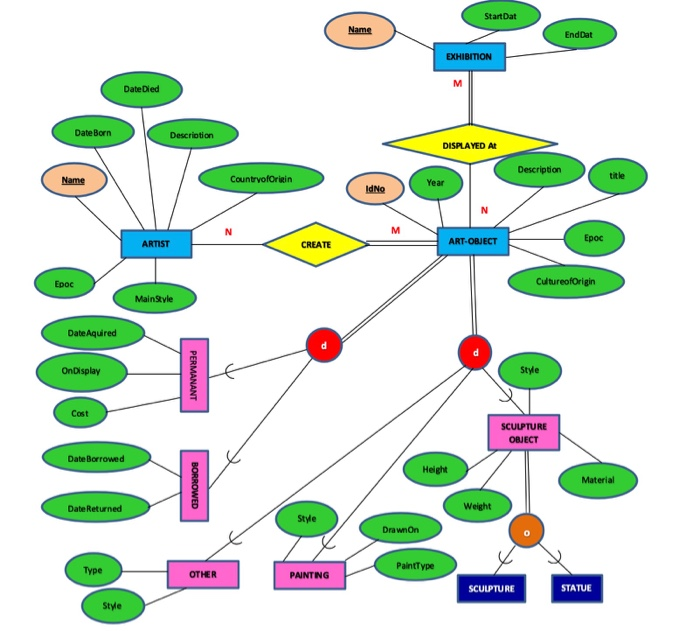 StartDat
Name
EndDat
EXHIBITION
M
DateDied
DateBorn
Description
DISPLAYED At
Name
CountryofOrigin
IdNo
Year
Description
title
N
N
M
ARTIST
CREATE
ART-OBJECT
Epoc
Epoc
MainStyle
CultureofOrigin
DateAquired
OnDisplay
Cost
PERMANANT
d
d
Style
SCULPTURE
OBJECT
DateBorrowed
DateReturned
BORROWED
Height
Weight
Material
Style
DrawnOn
o
Type
OTHER
PAINTING
PaintType
Style
SCULPTURE
STATUE